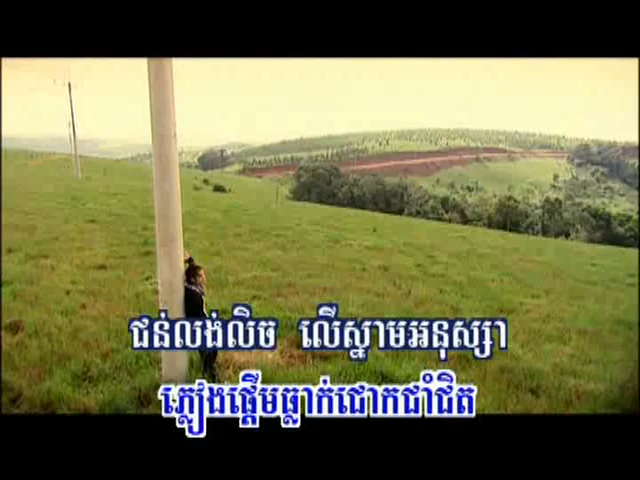 ជន់លង់លិច លើស្នាមអនុស្សា
ភ្លៀងផ្ដើមធ្លាក់ជោកជាំជិត